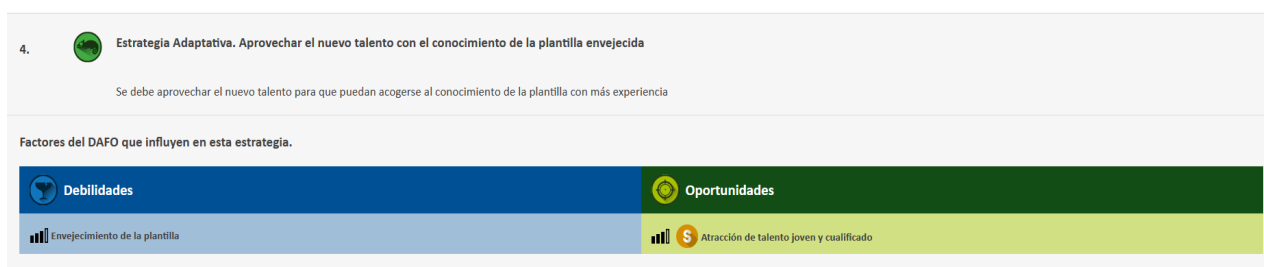 4.
Estrategia Adaptativa. Aprovechar el nuevo talento con el conocimiento de la plantilla envejecida
Se debe aprovechar el nuevo talento para que puedan acogerse al conocimiento de la plantilla con más experiencia
Factores del DAFO que influyen en esta estrategia.
Debilidades
Oportunidades
Envejecimiento de la plantilla
$ Atracción de talento joven y cualificado